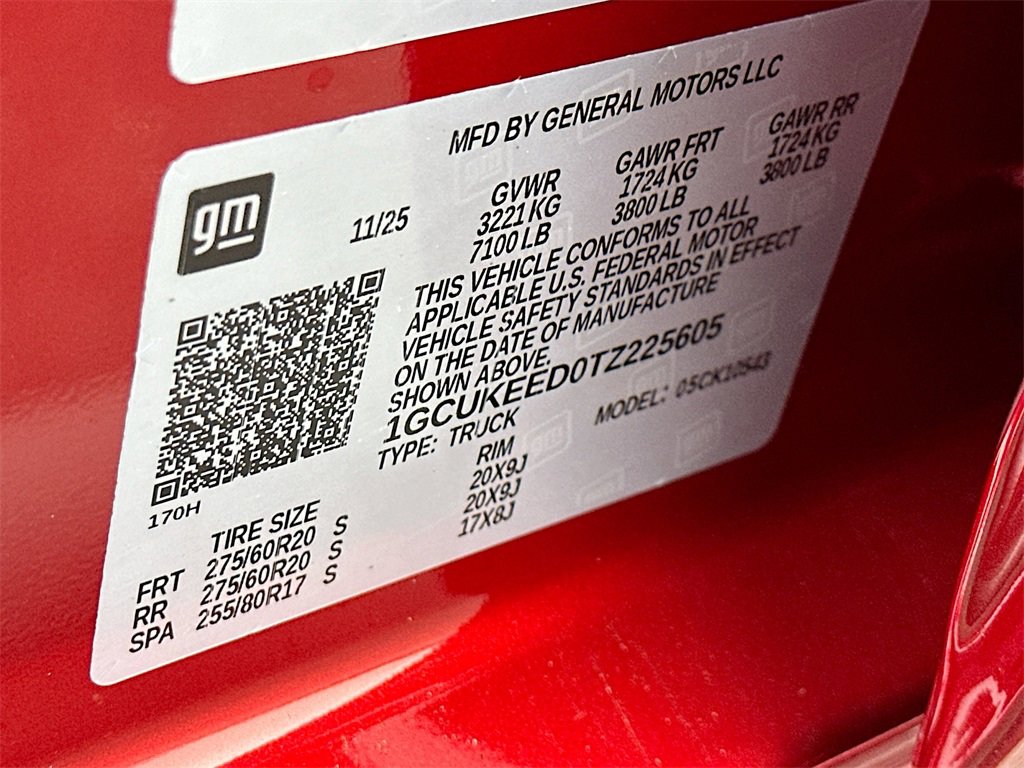 MFD BY GENERAL MOTORS LLC
gm
11/25
GVWR GAWR FRT GAWR RR
3221 KG 1724 KG 1724 KG
7100 LB 3800 LB 3800 LB
THIS VEHICLE CONFORMS TO ALL
APPLICABLE U.S. FEDERAL MOTOR
VEHICLE SAFETY STANDARDS IN EFFECT
ON THE DATE OF MANUFACTURE
SHOWN ABOVE.
1GCUKEED0TZ225605
TYPE: TRUCK MODEL: 05CK10543
170H
TIRE SIZE RIM
FRT 275/60R20 S 20X9J
RR 275/60R20 S 20X9J
SPA 255/80R17 S 17X8J